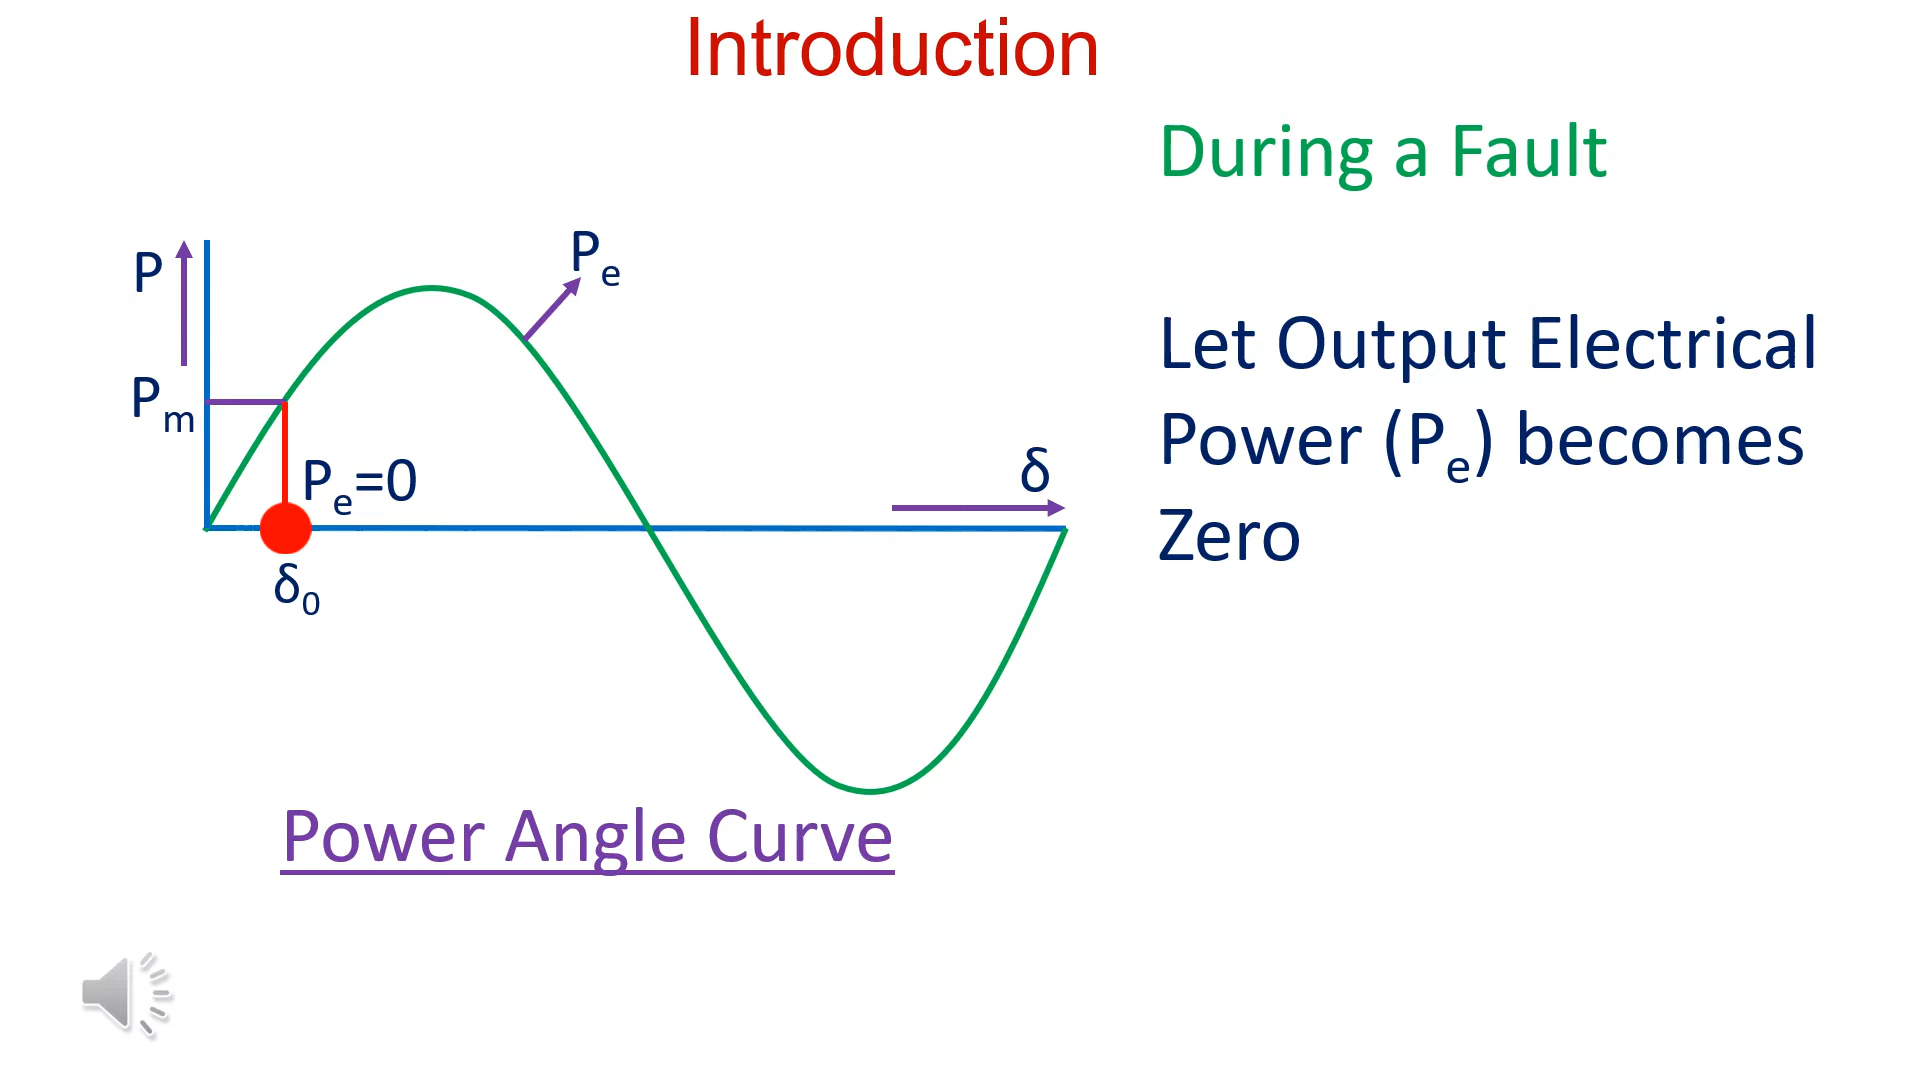 Introduction
During a Fault
P
Pₑ
Let Output Electrical
Pₘ
Power (Pₑ) becomes
Pₑ=0
δ
Zero
δ₀
Power Angle Curve